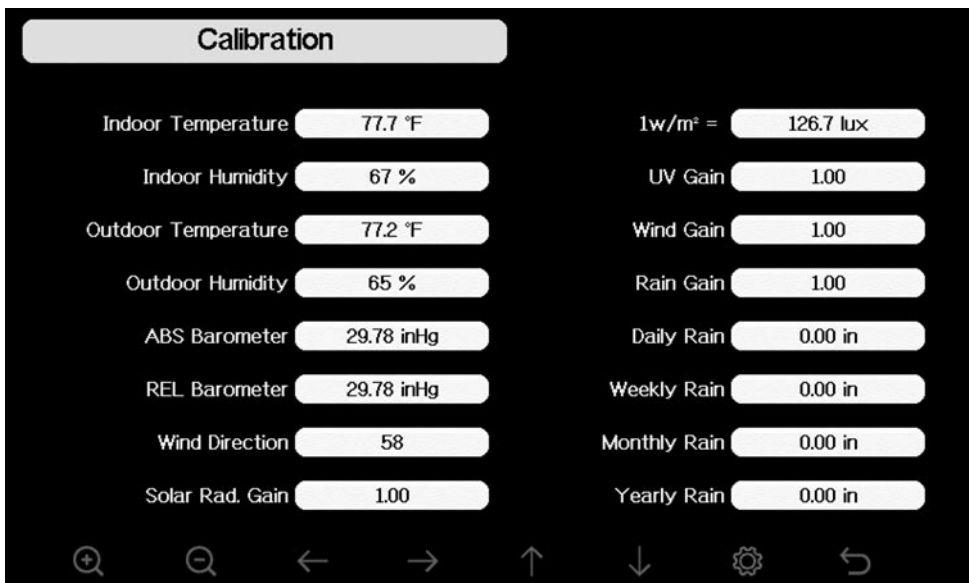 Calibration
Indoor Temperature 77.7 °F
Indoor Humidity 67 %
Outdoor Temperature 77.2 °F
Outdoor Humidity 65 %
ABS Barometer 29.78 inHg
REL Barometer 29.78 inHg
Wind Direction 58
Solar Rad. Gain 1.00
1w/m² = 126.7 lux
UV Gain 1.00
Wind Gain 1.00
Rain Gain 1.00
Daily Rain 0.00 in
Weekly Rain 0.00 in
Monthly Rain 0.00 in
Yearly Rain 0.00 in